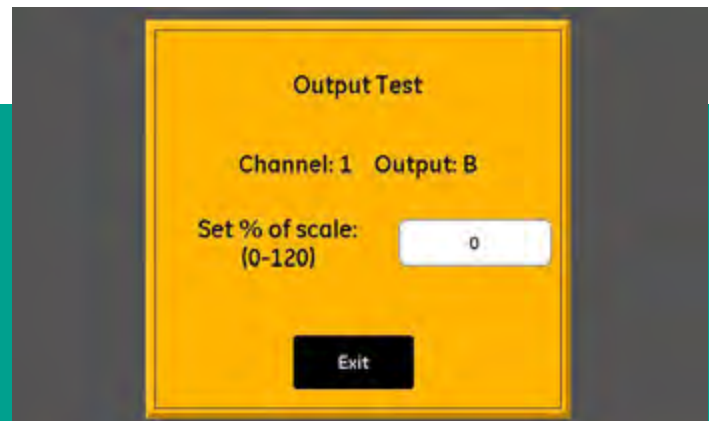 Output Test
Channel: 1 Output: B
Set % of scale: 0
(0-120)
Exit